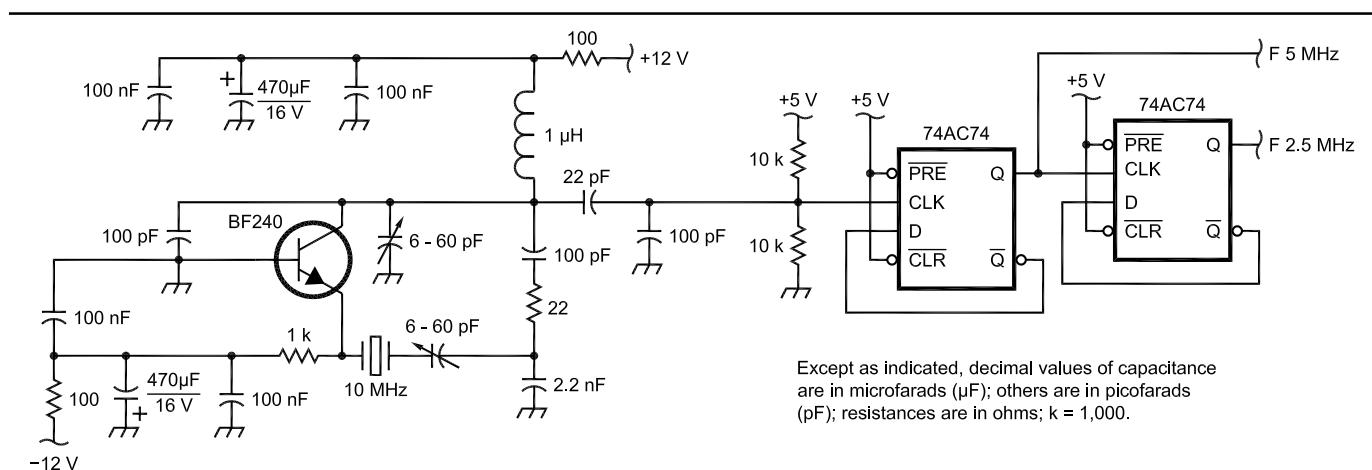 100
+12 V
100 nF
+
470µF
16 V
100 nF
1 µH
F 5 MHz
+5 V
+5 V
+5 V
74AC74
74AC74
10 k
PRE
Q
CLK
D
CLR
Q
F 2.5 MHz
PRE
Q
CLK
D
CLR
Q
22 pF
100 pF
BF240
6 - 60 pF
100 pF
100 pF
10 k
22
100 nF
1 k
6 - 60 pF
10 MHz
2.2 nF
100
470µF
16 V
+
100 nF
−12 V
Except as indicated, decimal values of capacitance
are in microfarads (µF); others are in picofarads
(pF); resistances are in ohms; k = 1,000.